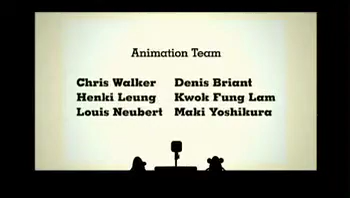 Animation Team
Chris Walker Denis Briant
Henki Leung Kwok Fung Lam
Louis Neubert Maki Yoshikura